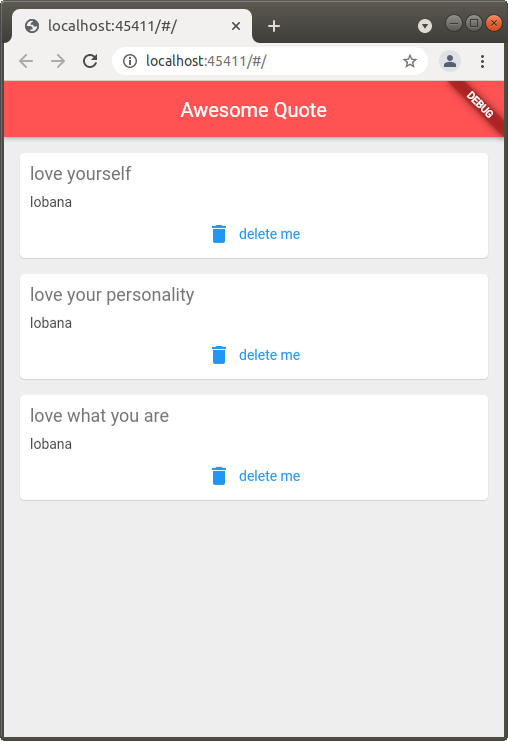 localhost:45411/#/
localhost:45411/#/
Awesome Quote
DEBUG
love yourself
lobana
delete me
love your personality
lobana
delete me
love what you are
lobana
delete me